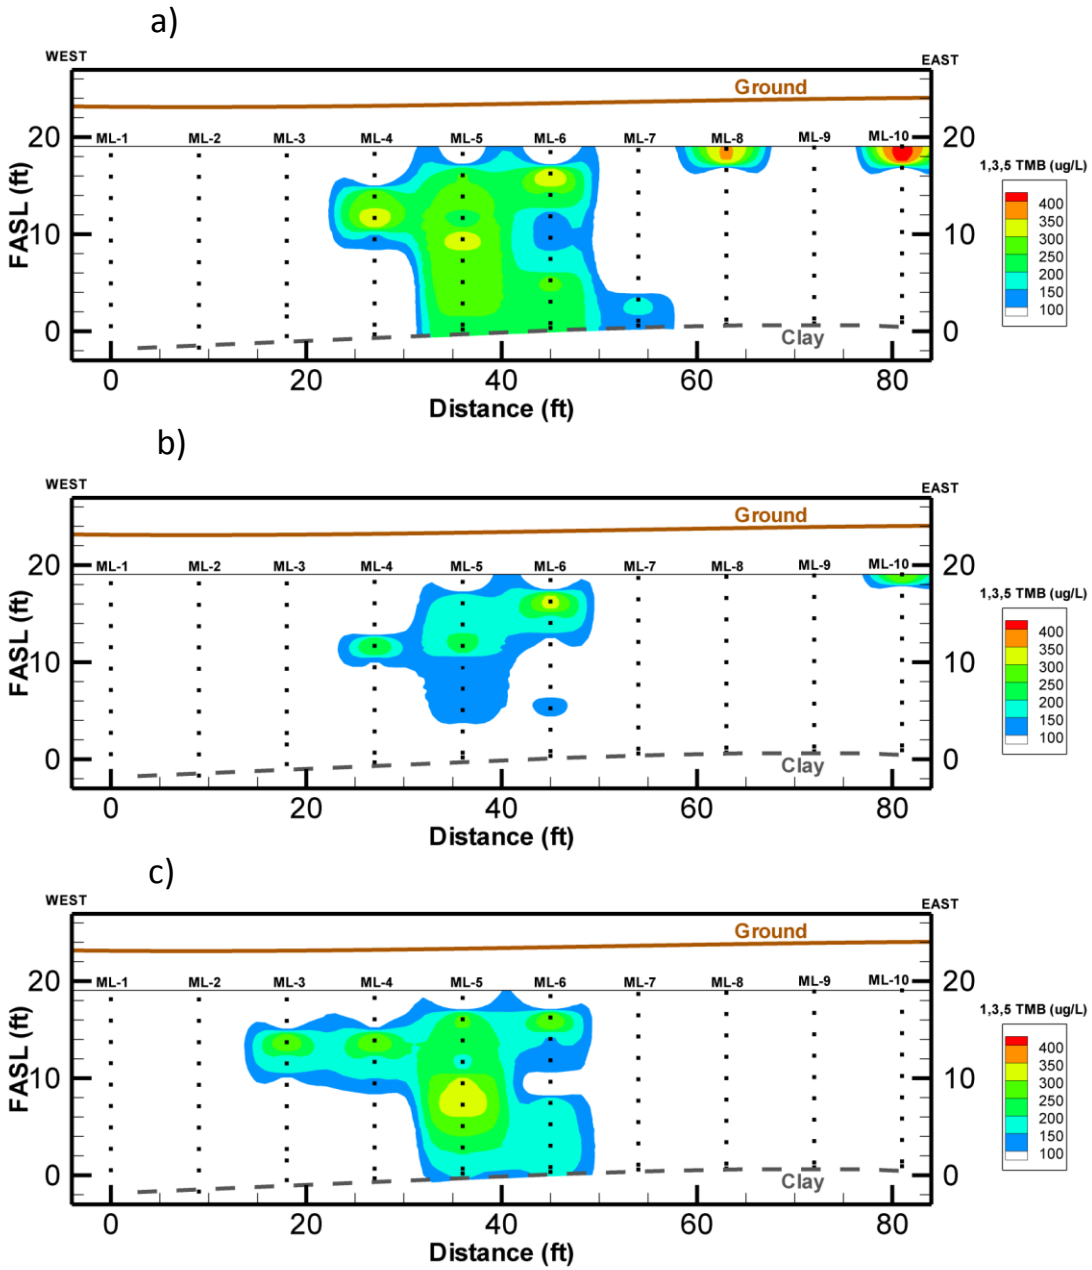 a)
WEST
EAST
Ground
20 ML-1 ML-2 ML-3 ML-4 ML-5 ML-6 ML-7 ML-8 ML-9 ML-10 20
1,3,5 TMB (ug/L)
400
350
300
250
200
150
100
FASL (ft)
10 10
0 0
Clay
0 20 40 60 80
Distance (ft)
b)
WEST
EAST
Ground
20 ML-1 ML-2 ML-3 ML-4 ML-5 ML-6 ML-7 ML-8 ML-9 ML-10 20
1,3,5 TMB (ug/L)
400
350
300
250
200
150
100
FASL (ft)
10 10
0 0
Clay
0 20 40 60 80
Distance (ft)
c)
WEST
EAST
Ground
20 ML-1 ML-2 ML-3 ML-4 ML-5 ML-6 ML-7 ML-8 ML-9 ML-10 20
1,3,5 TMB (ug/L)
400
350
300
250
200
150
100
FASL (ft)
10 10
0 0
Clay
0 20 40 60 80
Distance (ft)